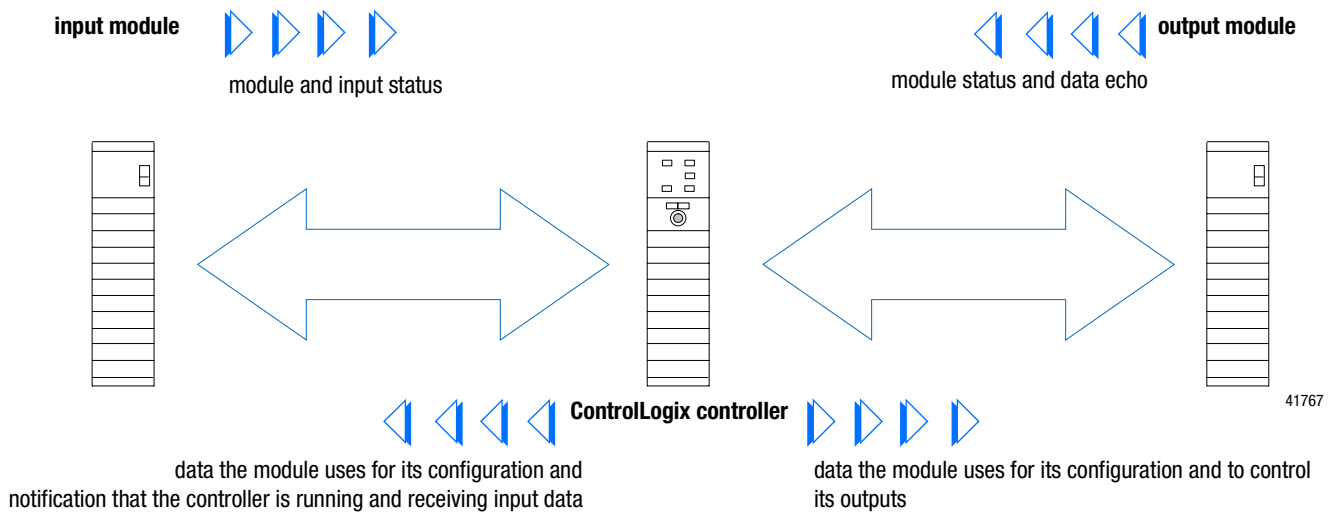 input module
output module
module and input status
module status and data echo
41767
ControlLogix controller
data the module uses for its configuration and
notification that the controller is running and receiving input data
data the module uses for its configuration and to control
its outputs